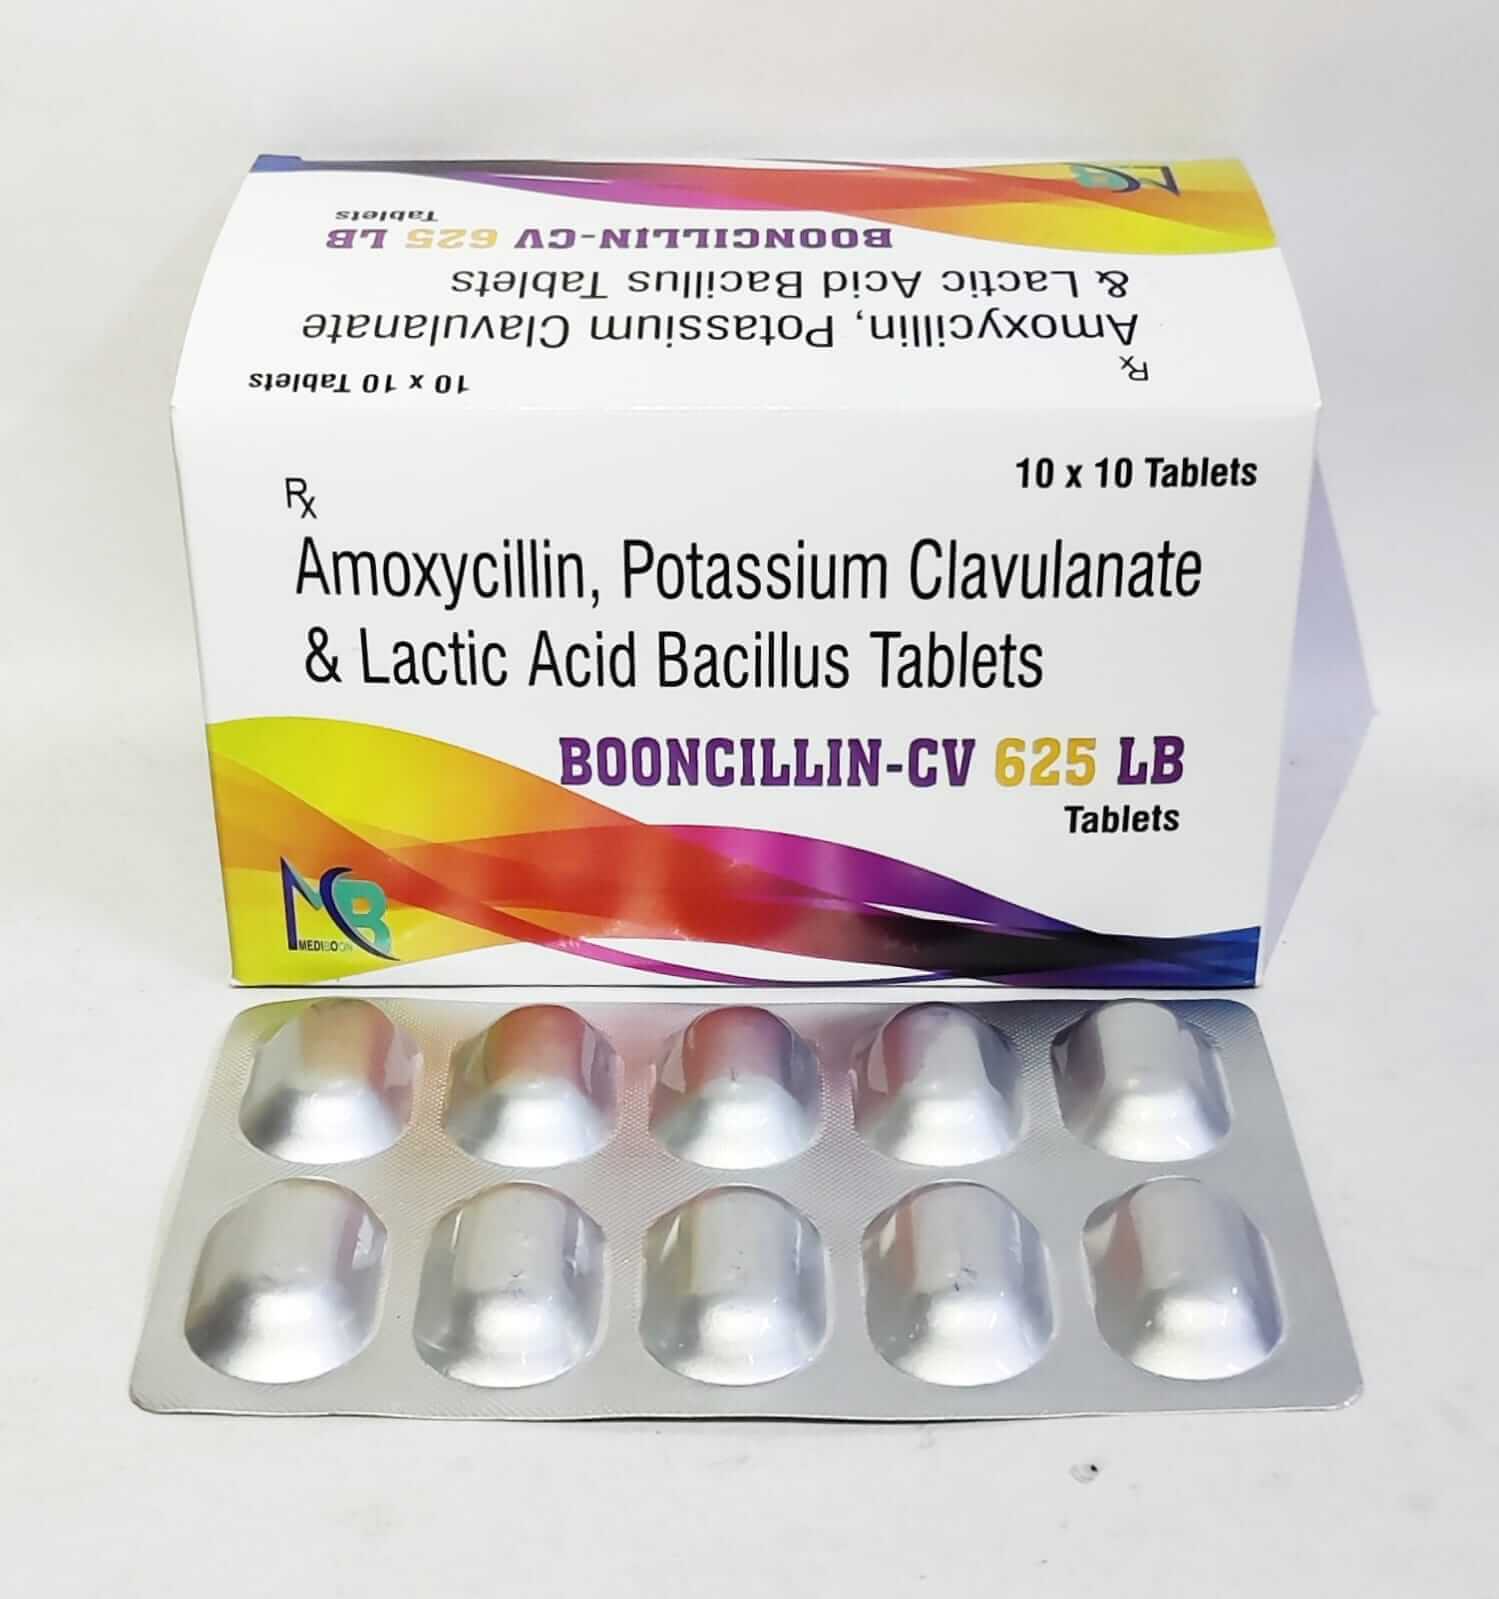 BOONCILLIN-CV 625 LB
Tablets
Amoxycillin, Potassium Clavulanate
& Lactic Acid Bacillus Tablets
Rx
10 x 10 Tablets
10 x 10 Tablets
Rx
Amoxycillin, Potassium Clavulanate
& Lactic Acid Bacillus Tablets
BOONCILLIN-CV 625 LB
Tablets
MB
MEDIBOON